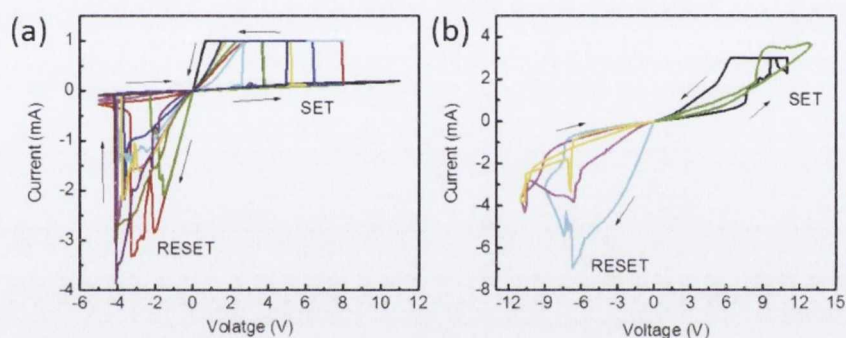 (a)
Current (mA)
1
0
-1
-2
-3
-4
SET
RESET
-4 -2 0 2 4 6 8 10 12
Volatge (V)
(b)
Current (mA)
4
2
0
-2
-4
-6
-8
SET
RESET
-12 -9 -6 -3 0 3 6 9 12 15
Voltage (V)